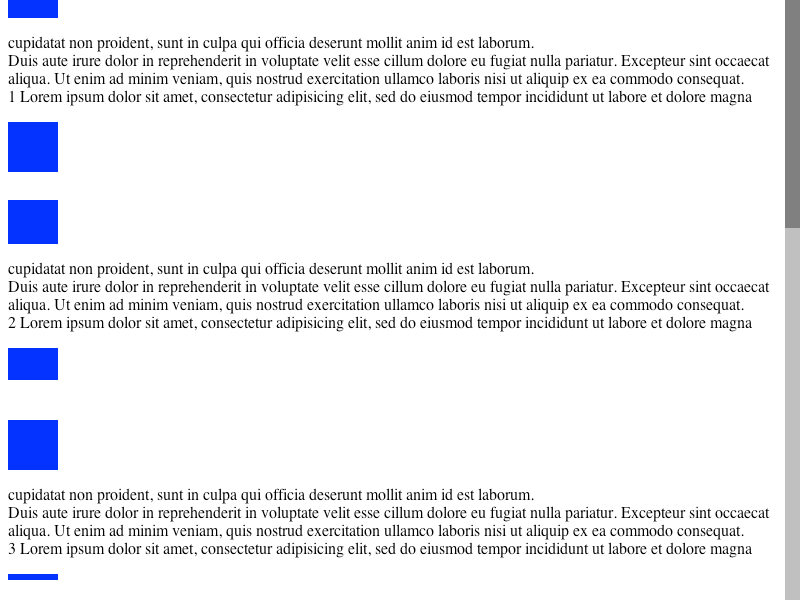 cupidatat non proident, sunt in culpa qui officia deserunt mollit anim id est laborum.
Duis aute irure dolor in reprehenderit in voluptate velit esse cillum dolore eu fugiat nulla pariatur. Excepteur sint occaecat
aliqua. Ut enim ad minim veniam, quis nostrud exercitation ullamco laboris nisi ut aliquip ex ea commodo consequat.
1 Lorem ipsum dolor sit amet, consectetur adipisicing elit, sed do eiusmod tempor incididunt ut labore et dolore magna
cupidatat non proident, sunt in culpa qui officia deserunt mollit anim id est laborum.
Duis aute irure dolor in reprehenderit in voluptate velit esse cillum dolore eu fugiat nulla pariatur. Excepteur sint occaecat
aliqua. Ut enim ad minim veniam, quis nostrud exercitation ullamco laboris nisi ut aliquip ex ea commodo consequat.
2 Lorem ipsum dolor sit amet, consectetur adipisicing elit, sed do eiusmod tempor incididunt ut labore et dolore magna
cupidatat non proident, sunt in culpa qui officia deserunt mollit anim id est laborum.
Duis aute irure dolor in reprehenderit in voluptate velit esse cillum dolore eu fugiat nulla pariatur. Excepteur sint occaecat
aliqua. Ut enim ad minim veniam, quis nostrud exercitation ullamco laboris nisi ut aliquip ex ea commodo consequat.
3 Lorem ipsum dolor sit amet, consectetur adipisicing elit, sed do eiusmod tempor incididunt ut labore et dolore magna